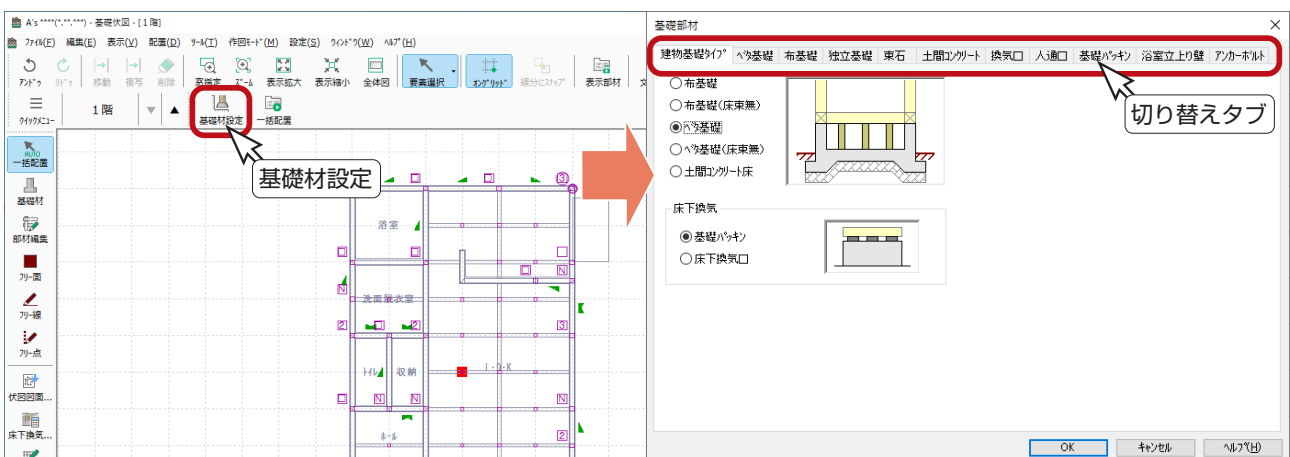 A's ****(*.**.***) - 基礎伏図 - [1 階]
ﾌｧｲﾙ(F) 編集(E) 表示(V) 配置(D) ﾂｰﾙ(T) 作図ﾓｰﾄﾞ(M) 設定(S) ｳｨﾝﾄﾞｳ(W) ﾍﾙﾌﾟ(H)
ｱﾝﾄﾞｩ ﾘﾄﾞｩ 移動 複写 削除 窓指定 ｽﾞｰﾑ 表示拡大 表示縮小 全体図 要素選択 ｵﾝｸﾞﾘｯﾄﾞ 線分にｽﾅｯﾌﾟ 表示部材
ｸｲｯｸﾒﾆｭｰ 1 階 ▼ ▲ 基礎材設定 一括配置
基礎材設定
AUTO
一括配置
基礎材
部材編集
ﾌﾘｰ面
ﾌﾘｰ線
ﾌﾘｰ点
伏図図面...
床下換気...
3
浴室
N
N
洗面脱衣室
2
2
3
ﾄｲﾚ
収納
L・D・K
N
N
N
ホール
2
基礎部材
建物基礎ﾀｲﾌﾟ ﾍﾞﾀ基礎 布基礎 独立基礎 束石 土間ｺﾝｸﾘｰﾄ 換気口 人通口 基礎ﾊﾟｯｷﾝ 浴室立上り壁 ｱﾝｶｰﾎﾞﾙﾄ
切り替えタブ
布基礎
布基礎(床束無)
ﾍﾞﾀ基礎
ﾍﾞﾀ基礎(床束無)
土間ｺﾝｸﾘｰﾄ床
床下換気
基礎ﾊﾟｯｷﾝ
床下換気口
OK ｷｬﾝｾﾙ ﾍﾙﾌﾟ(H)